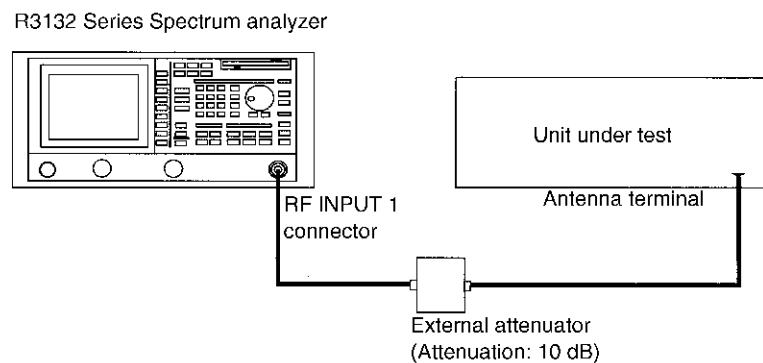 R3132 Series Spectrum analyzer
Unit under test
RF INPUT 1
connector
Antenna terminal
External attenuator
(Attenuation: 10 dB)